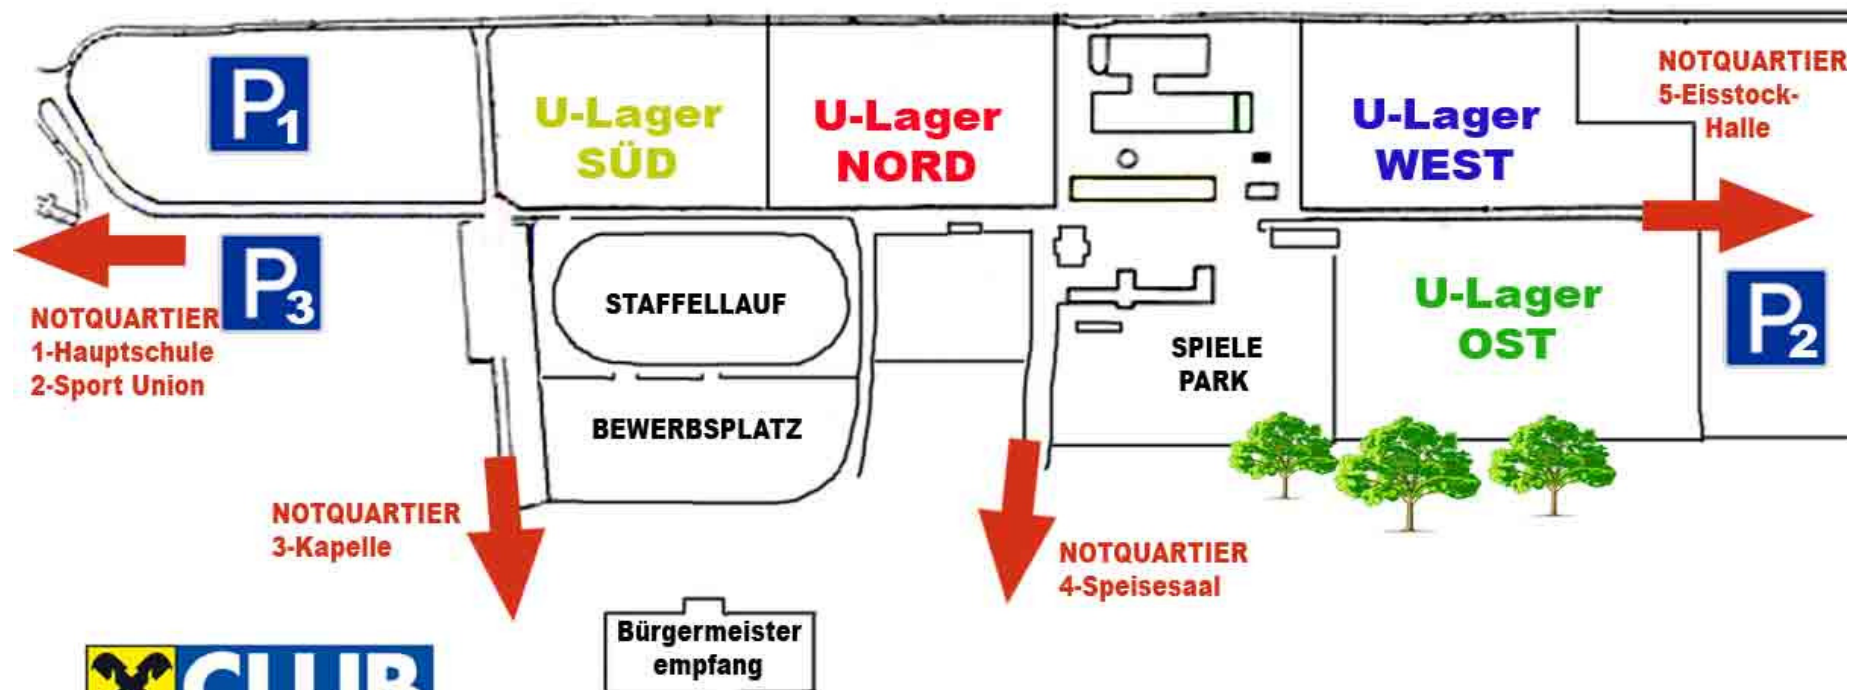 P1
U-Lager
SÜD
U-Lager
NORD
U-Lager
WEST
NOTQUARTIER
5-Eisstock-
Halle
P3
NOTQUARTIER
1-Hauptschule
2-Sport Union
STAFFELLAUF
BEWERBSPLATZ
SPIELE
PARK
U-Lager
OST
P2
NOTQUARTIER
3-Kapelle
NOTQUARTIER
4-Speisesaal
Bürgermeister
empfang
CLUB